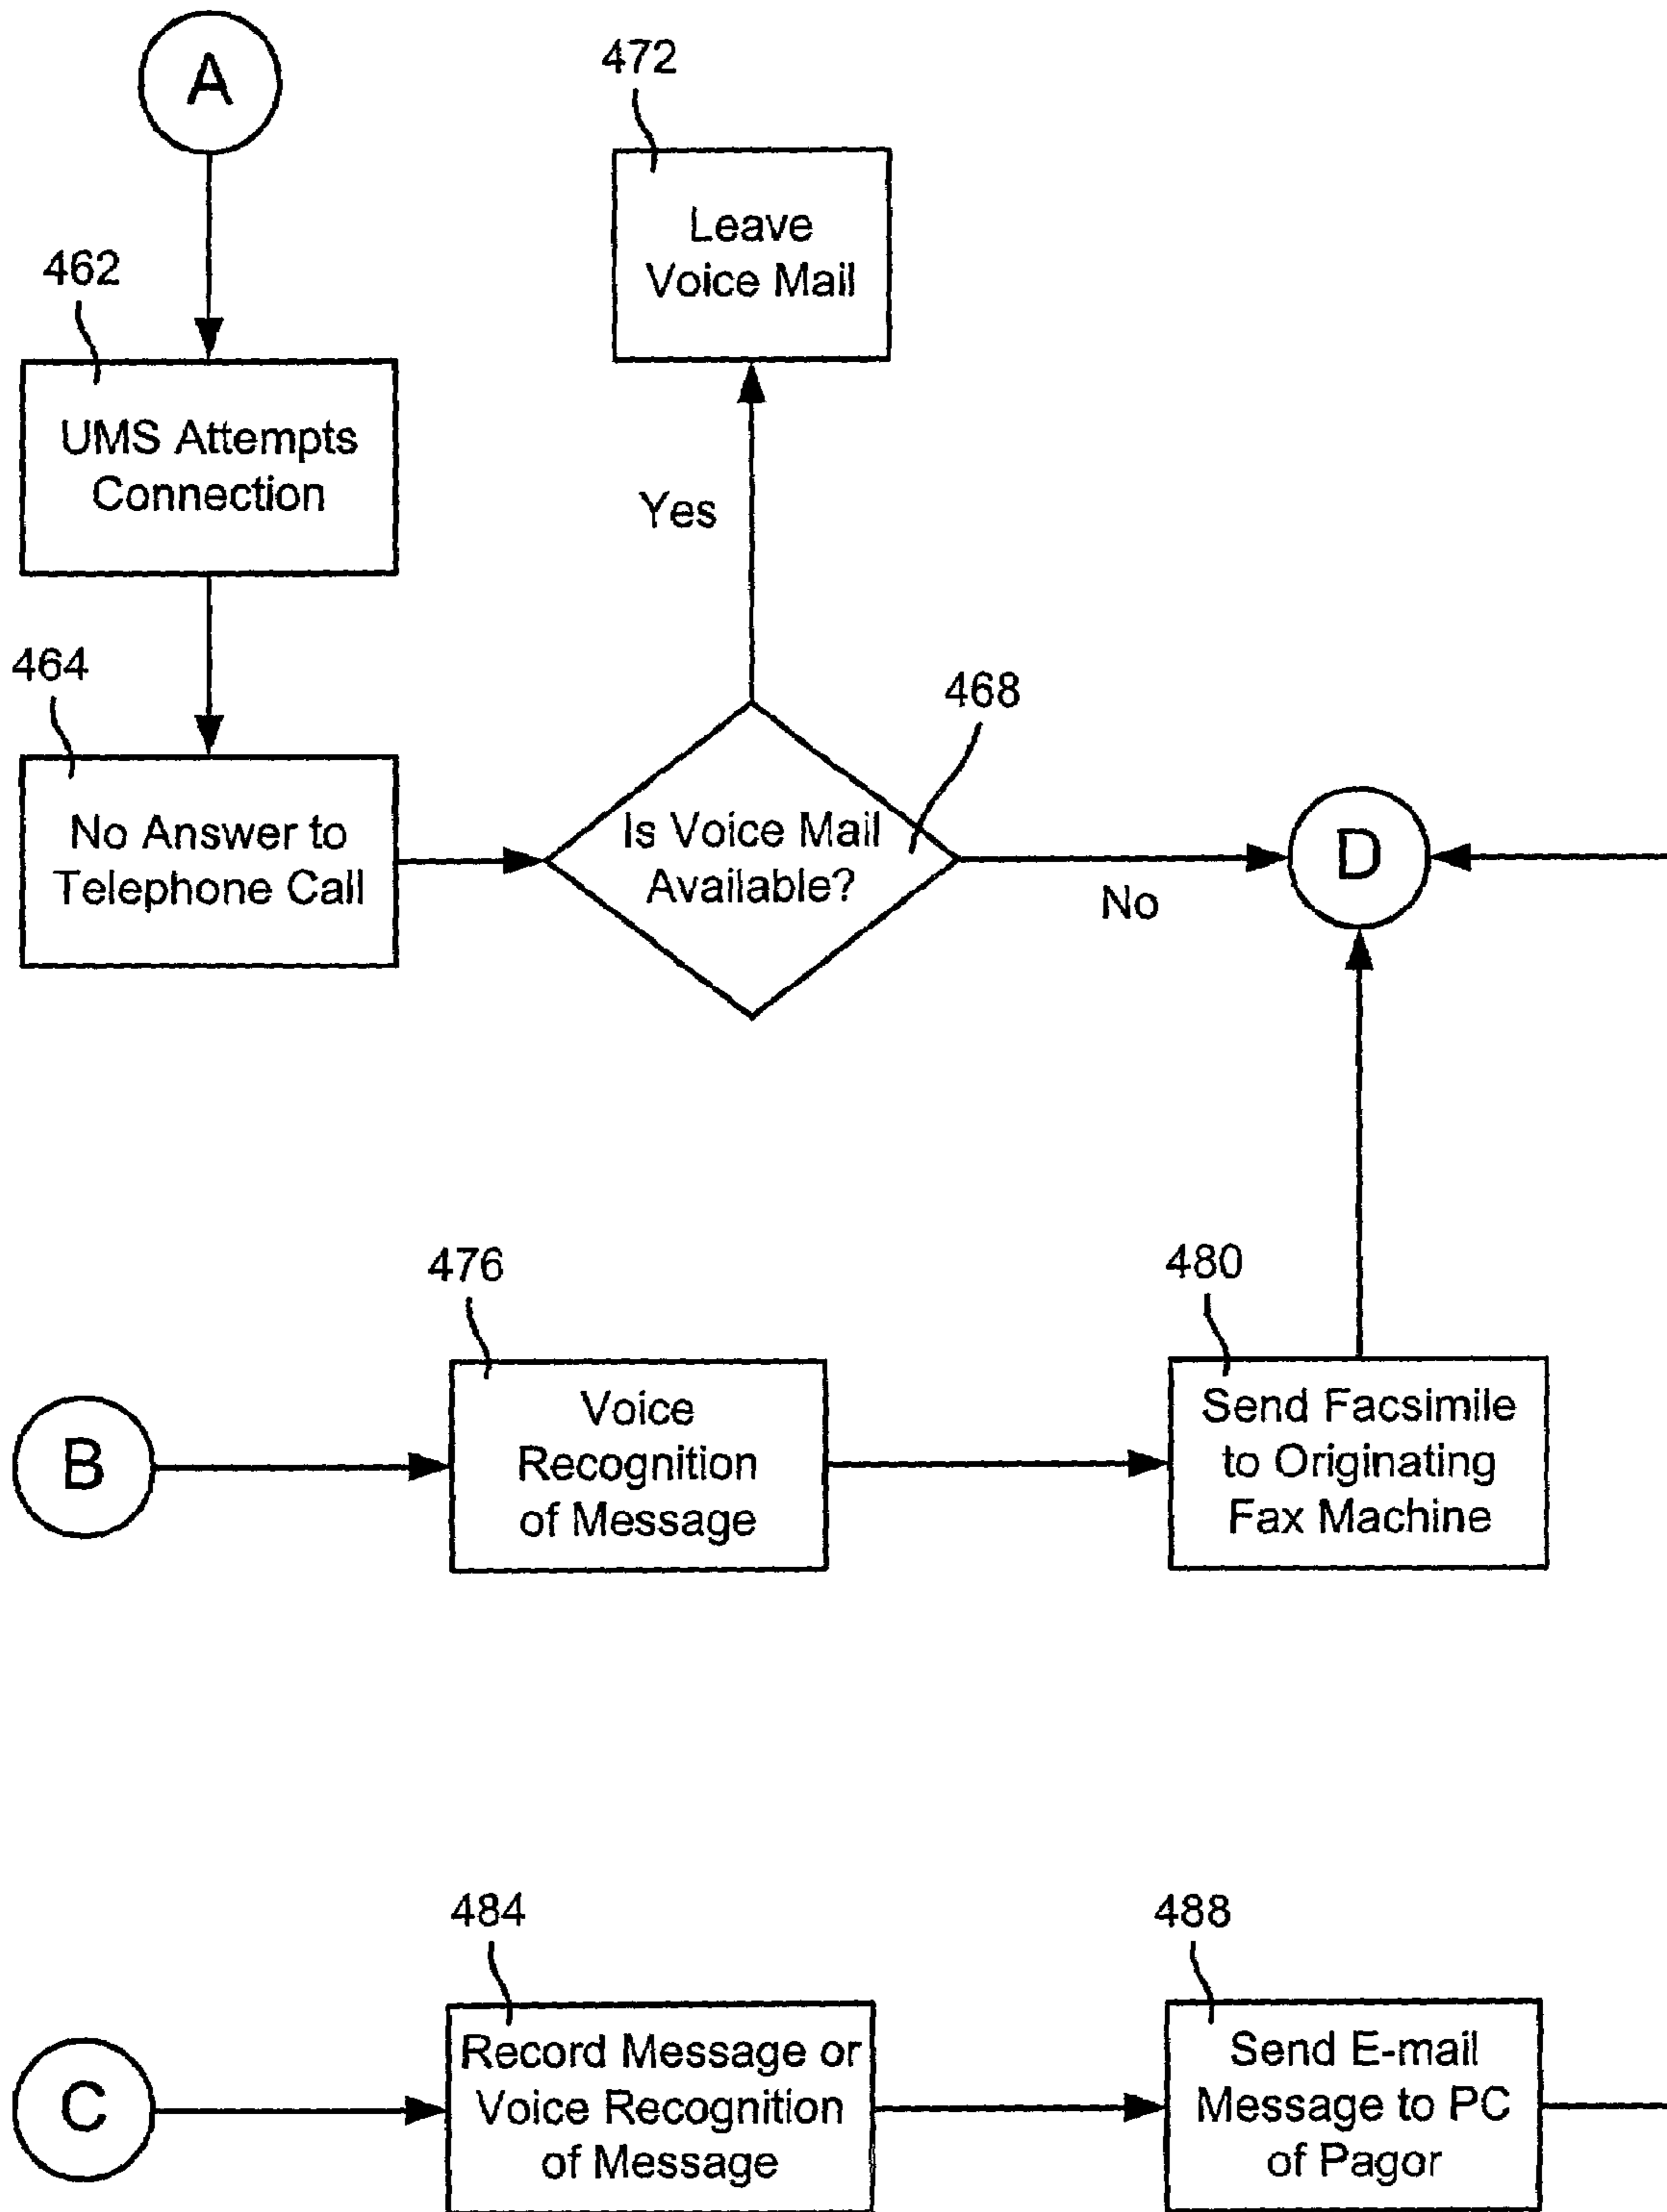 A
472
Leave
Voice Mail
462
UMS Attempts
Connection
Yes
464
No Answer to
Telephone Call
468
Is Voice Mail
Available?
No
D
476
480
B
Voice
Recognition
of Message
Send Facsimile
to Originating
Fax Machine
484
488
C
Record Message or
Voice Recognition
of Message
Send E-mail
Message to PC
of Pagor